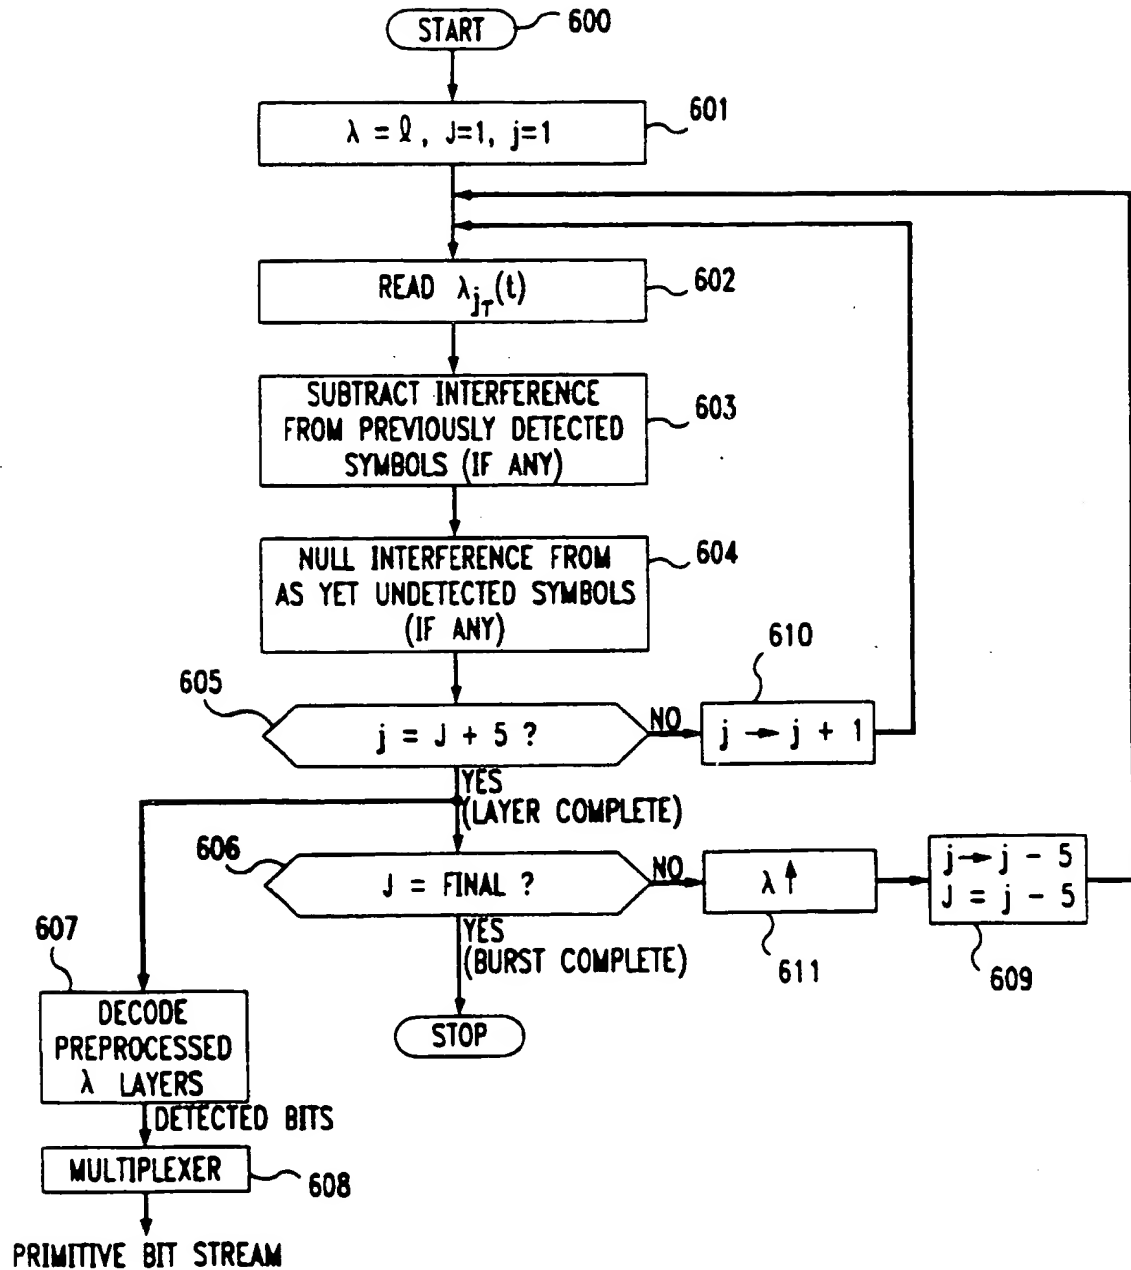 START
600
λ = ℓ, J=1, j=1
601
READ λjτ(t)
602
SUBTRACT INTERFERENCE
FROM PREVIOUSLY DETECTED
SYMBOLS (IF ANY)
603
NULL INTERFERENCE FROM
AS YET UNDETECTED SYMBOLS
(IF ANY)
604
605
j = J + 5 ?
NO
610
j → j + 1
YES
(LAYER COMPLETE)
606
J = FINAL ?
NO
λ ↑
611
j → j - 5
J = j - 5
609
YES
(BURST COMPLETE)
STOP
607
DECODE
PREPROCESSED
λ LAYERS
DETECTED BITS
MULTIPLEXER
608
PRIMITIVE BIT STREAM